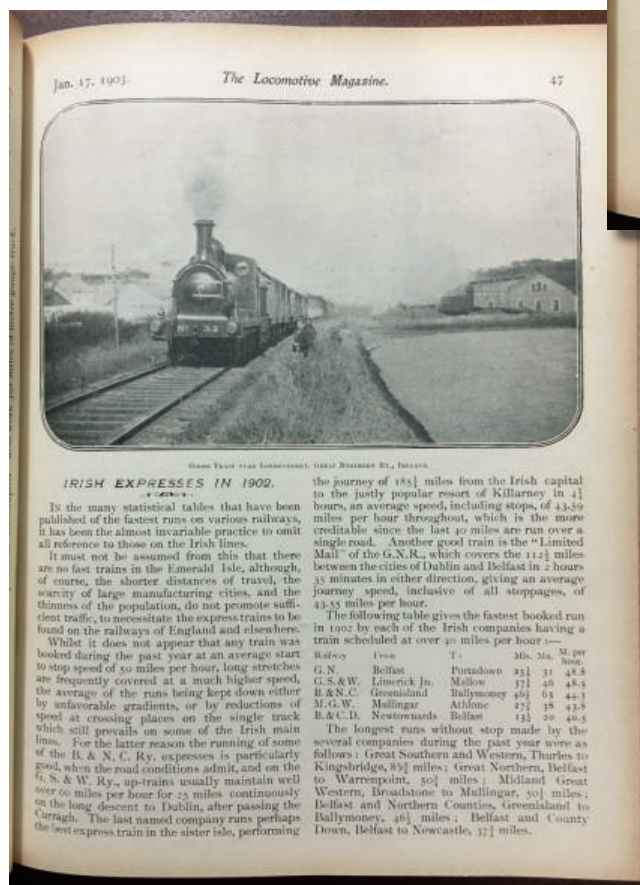 Jan. 17, 1903.
The Locomotive Magazine.
47
Nº 33
Goods Train near Londonderry, Great Northern Ry., Ireland.
IRISH EXPRESSES IN 1902.
In the many statistical tables that have been
published of the fastest runs on various railways,
it has been the almost invariable practice to omit
all reference to those on the Irish lines.
It must not be assumed from this that there
are no fast trains in the Emerald Isle, although,
of course, the shorter distances of travel, the
scarcity of large manufacturing cities, and the
thinness of the population, do not promote suffi-
cient traffic, to necessitate the express trains to be
found on the railways of England and elsewhere.
Whilst it does not appear that any train was
booked during the past year at an average start
to stop speed of 50 miles per hour, long stretches
are frequently covered at a much higher speed,
the average of the runs being kept down either
by unfavorable gradients, or by reductions of
speed at crossing places on the single track
which still prevails on some of the Irish main
lines. For the latter reason the running of some
of the B. & N. C. Ry. expresses is particularly
good, when the road conditions admit, and on the
G. S. & W. Ry., up-trains usually maintain well
over 60 miles per hour for 25 miles continuously
on the long descent to Dublin, after passing the
Curragh. The last named company runs perhaps
the best express train in the sister isle, performing
the journey of 185¼ miles from the Irish capital
to the justly popular resort of Killarney in 4¼
hours, an average speed, including stops, of 43.59
miles per hour throughout, which is the more
creditable since the last 40 miles are run over a
single road. Another good train is the "Limited
Mail" of the G.N.R., which covers the 112½ miles
between the cities of Dublin and Belfast in 2 hours
35 minutes in either direction, giving an average
journey speed, inclusive of all stoppages, of
43.55 miles per hour.
The following table gives the fastest booked run
in 1902 by each of the Irish companies having a
train scheduled at over 40 miles per hour :—
Railway From To Mls. Mn. M. per hour.
G.N. Belfast Portadown 25¼ 31 48.8
G.S.&W. Limerick Jn. Mallow 37¼ 46 48.5
B.&N.C. Greenisland Ballymoney 46½ 63 44.3
M.G.W. Mullingar Athlone 27¾ 38 43.8
B.&C.D. Newtownards Belfast 13½ 20 40.5
The longest runs without stop made by the
several companies during the past year were as
follows : Great Southern and Western, Thurles to
Kingsbridge, miles ; Great Northern, Belfast
to Warrenpoint, miles ; Midland Great
Western, Broadstone to Mullingar, miles ;
Belfast and Northern Counties, Greenisland to
Ballymoney, 46½ miles ; Belfast and County
Down, Belfast to Newcastle, miles.